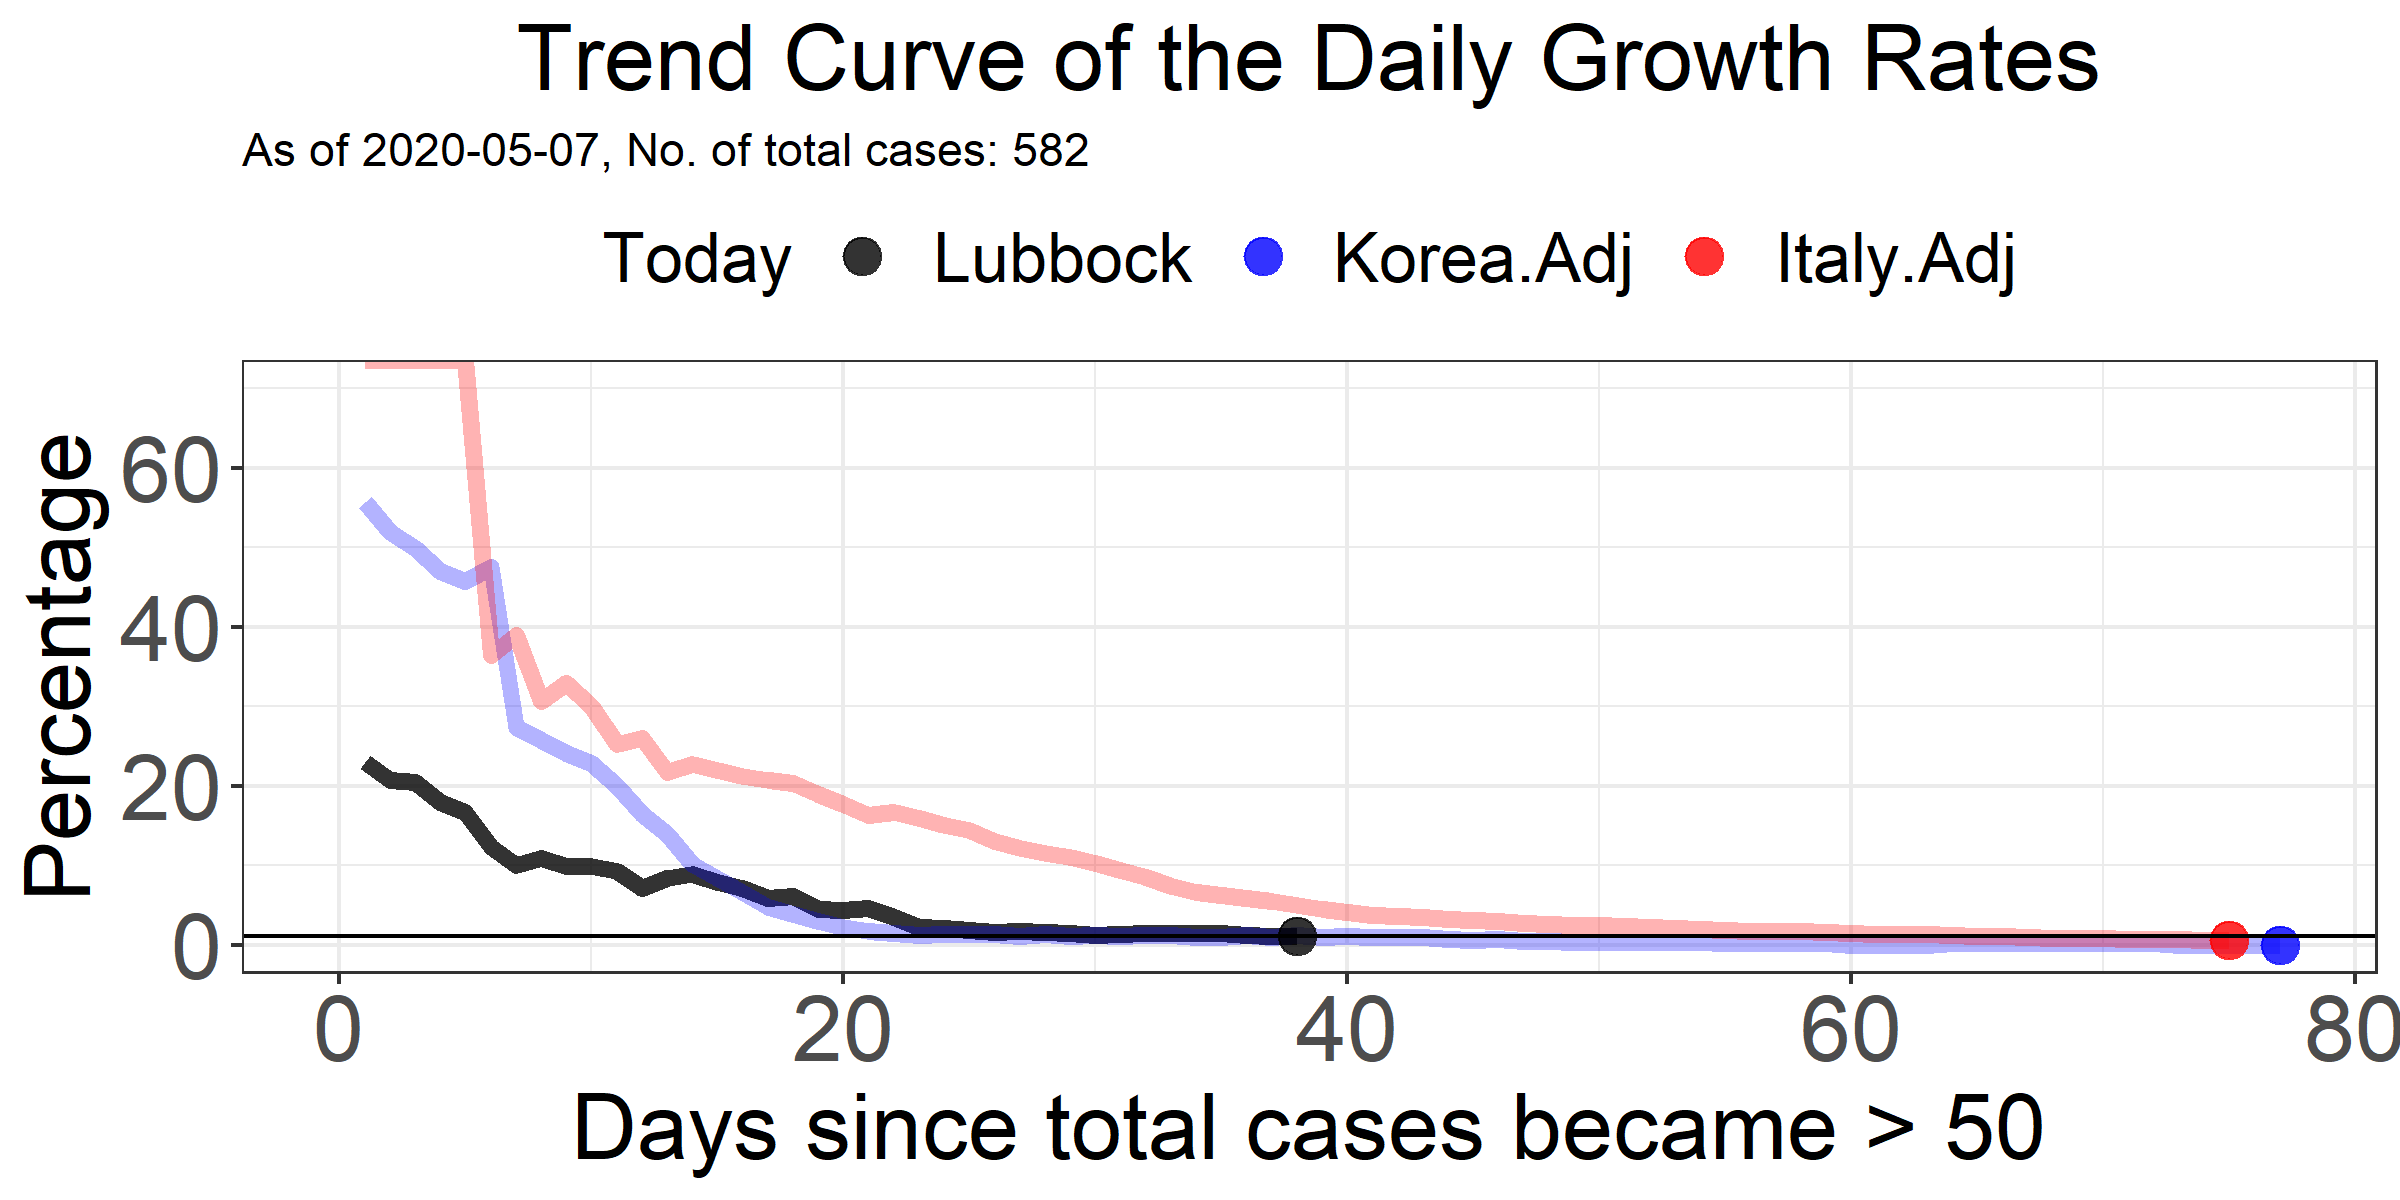 Trend Curve of the Daily Growth Rates
As of 2020-05-07, No. of total cases: 582
Today Lubbock Korea.Adj Italy.Adj
Percentage
60
40
20
0
0 20 40 60 80
Days since total cases became > 50